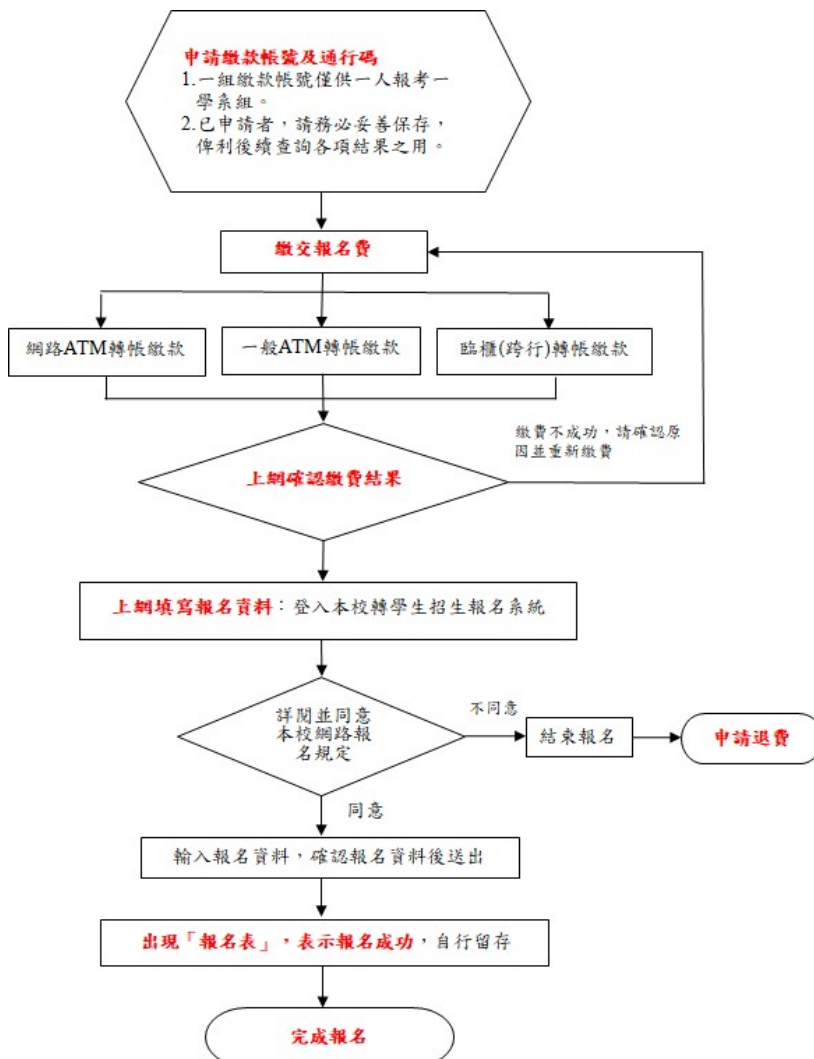 申請繳款帳號及通行碼
1.一組繳款帳號僅供一人報考一
學系組。
2.已申請者，請務必妥善保存，
俾利後續查詢各項結果之用。
繳交報名費
網路ATM轉帳繳款
一般ATM轉帳繳款
臨櫃(跨行)轉帳繳款
繳費不成功，請確認原
因並重新繳費
上網確認繳費結果
上網填寫報名資料：登入本校轉學生招生報名系統
詳閱並同意
本校網路報
名規定
不同意
結束報名
申請退費
同意
輸入報名資料，確認報名資料後送出
出現「報名表」，表示報名成功，自行留存
完成報名